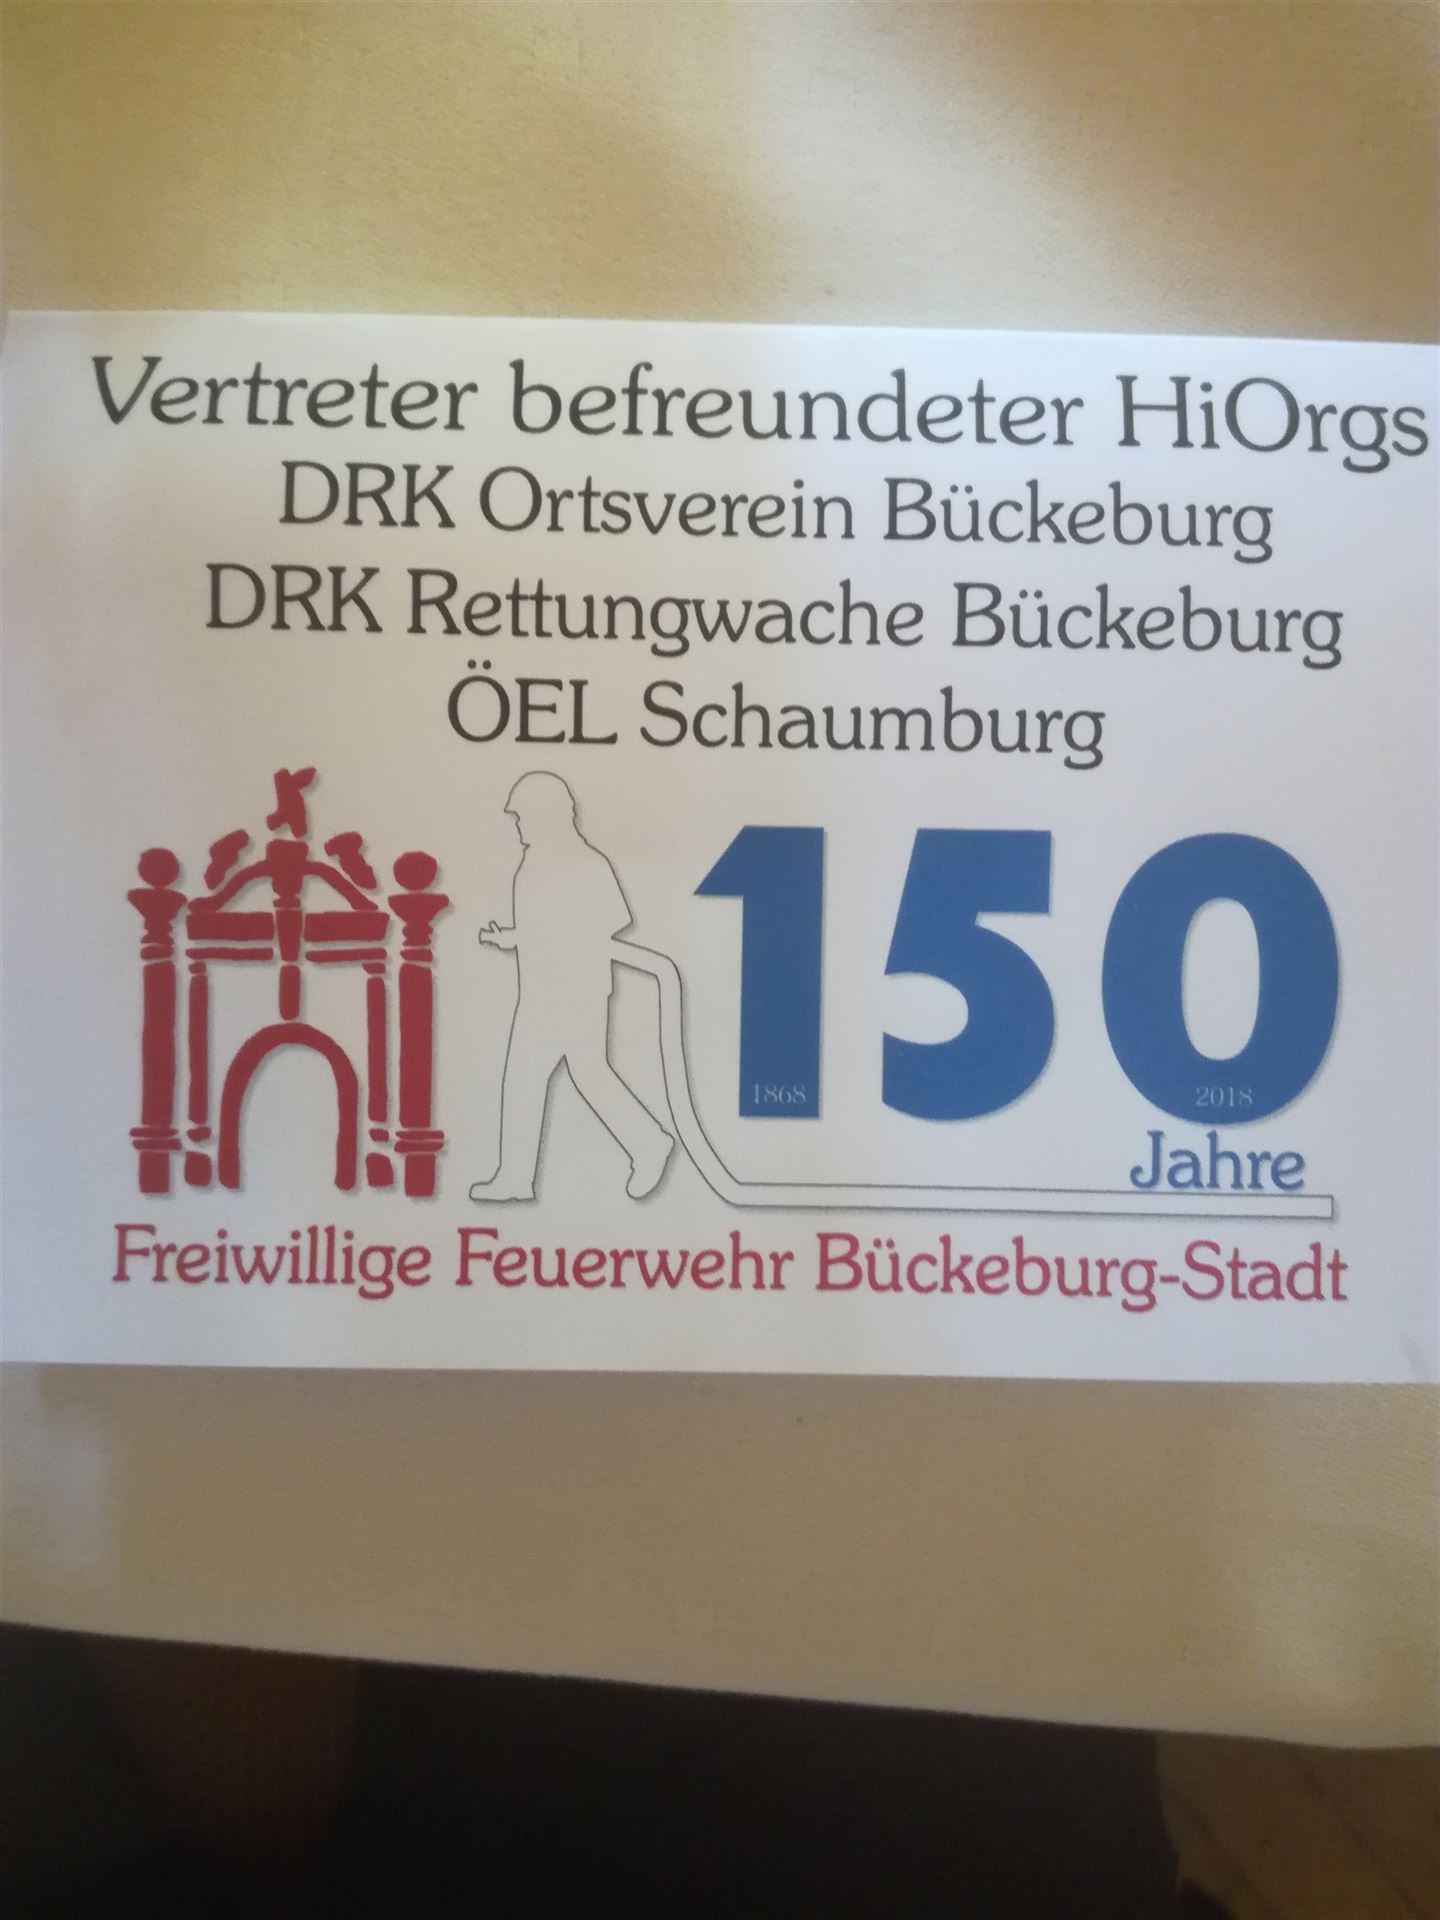 Vertreter befreundeter HiOrgs
DRK Ortsverein Bückeburg
DRK Rettungwache Bückeburg
ÖEL Schaumburg
150
1868
2018
Jahre
Freiwillige Feuerwehr Bückeburg-Stadt